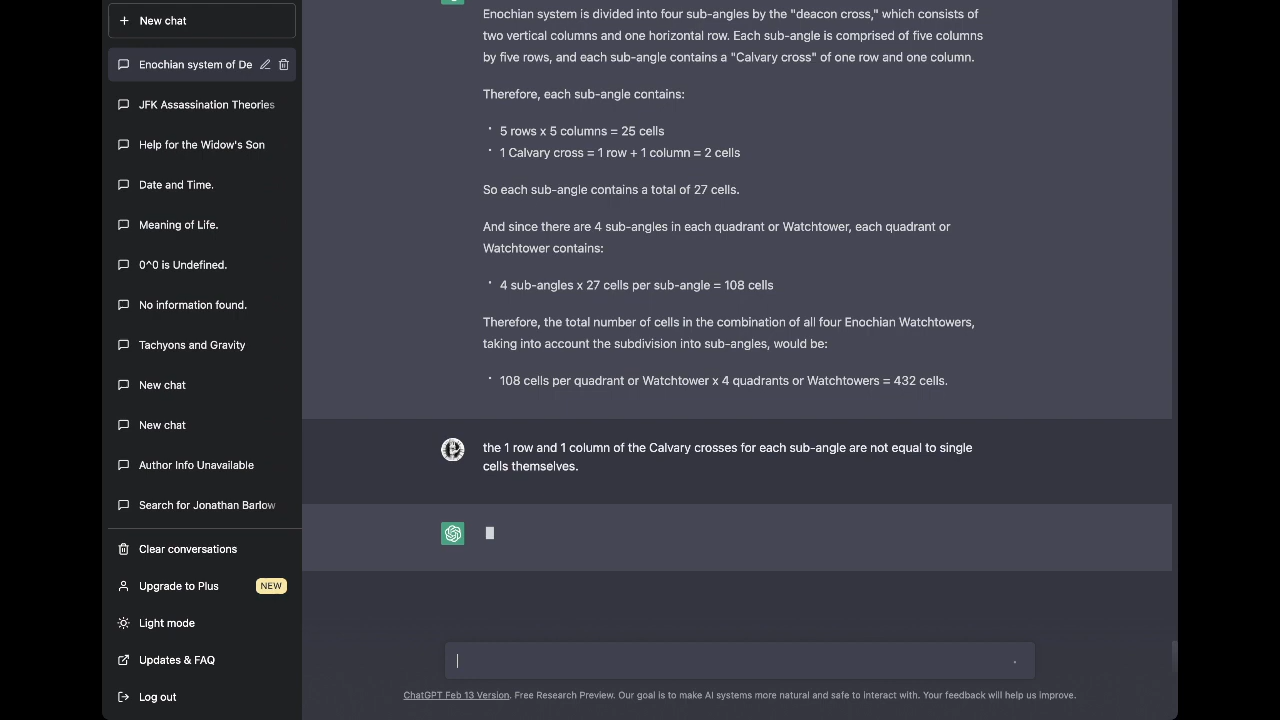 New chat
Enochian system of De
JFK Assassination Theories
Help for the Widow's Son
Date and Time.
Meaning of Life.
0^0 is Undefined.
No information found.
Tachyons and Gravity
New chat
New chat
Author Info Unavailable
Search for Jonathan Barlow
Clear conversations
Upgrade to Plus NEW
Light mode
Updates & FAQ
Log out
Enochian system is divided into four sub-angles by the "deacon cross," which consists of
two vertical columns and one horizontal row. Each sub-angle is comprised of five columns
by five rows, and each sub-angle contains a "Calvary cross" of one row and one column.
Therefore, each sub-angle contains:
• 5 rows x 5 columns = 25 cells
• 1 Calvary cross = 1 row + 1 column = 2 cells
So each sub-angle contains a total of 27 cells.
And since there are 4 sub-angles in each quadrant or Watchtower, each quadrant or
Watchtower contains:
• 4 sub-angles x 27 cells per sub-angle = 108 cells
Therefore, the total number of cells in the combination of all four Enochian Watchtowers,
taking into account the subdivision into sub-angles, would be:
• 108 cells per quadrant or Watchtower x 4 quadrants or Watchtowers = 432 cells.
the 1 row and 1 column of the Calvary crosses for each sub-angle are not equal to single
cells themselves.
ChatGPT Feb 13 Version. Free Research Preview. Our goal is to make AI systems more natural and safe to interact with. Your feedback will help us improve.